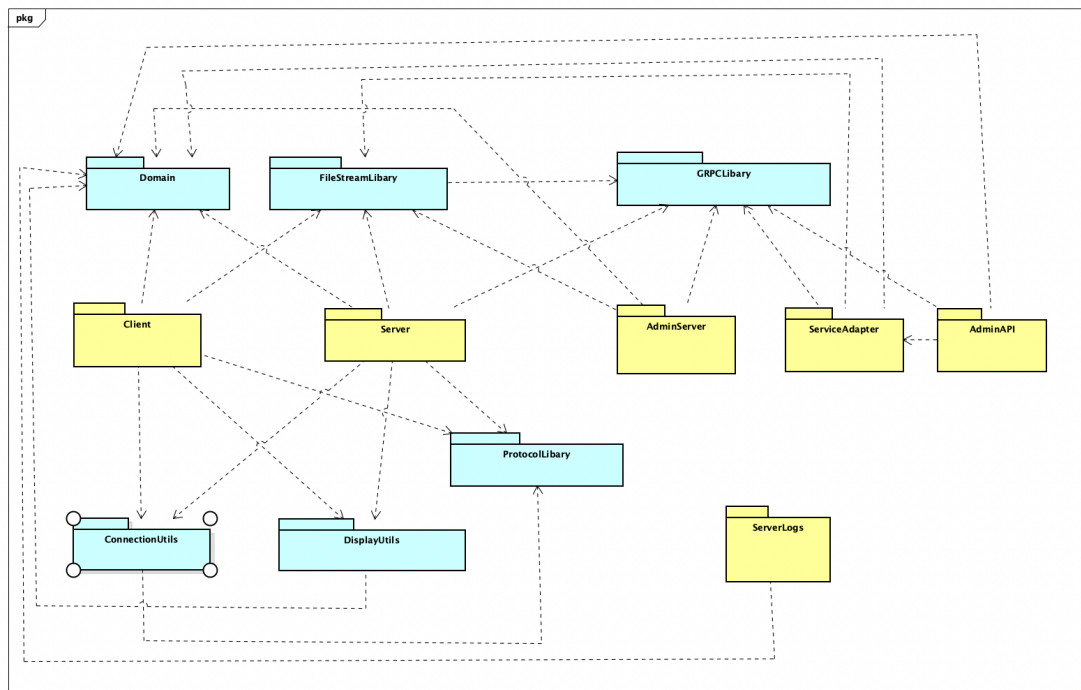 pkg
Domain
FileStreamLibary
GRPCLibary
Client
Server
AdminServer
ServiceAdapter
AdminAPI
ProtocolLibary
ConnectionUtils
DisplayUtils
ServerLogs